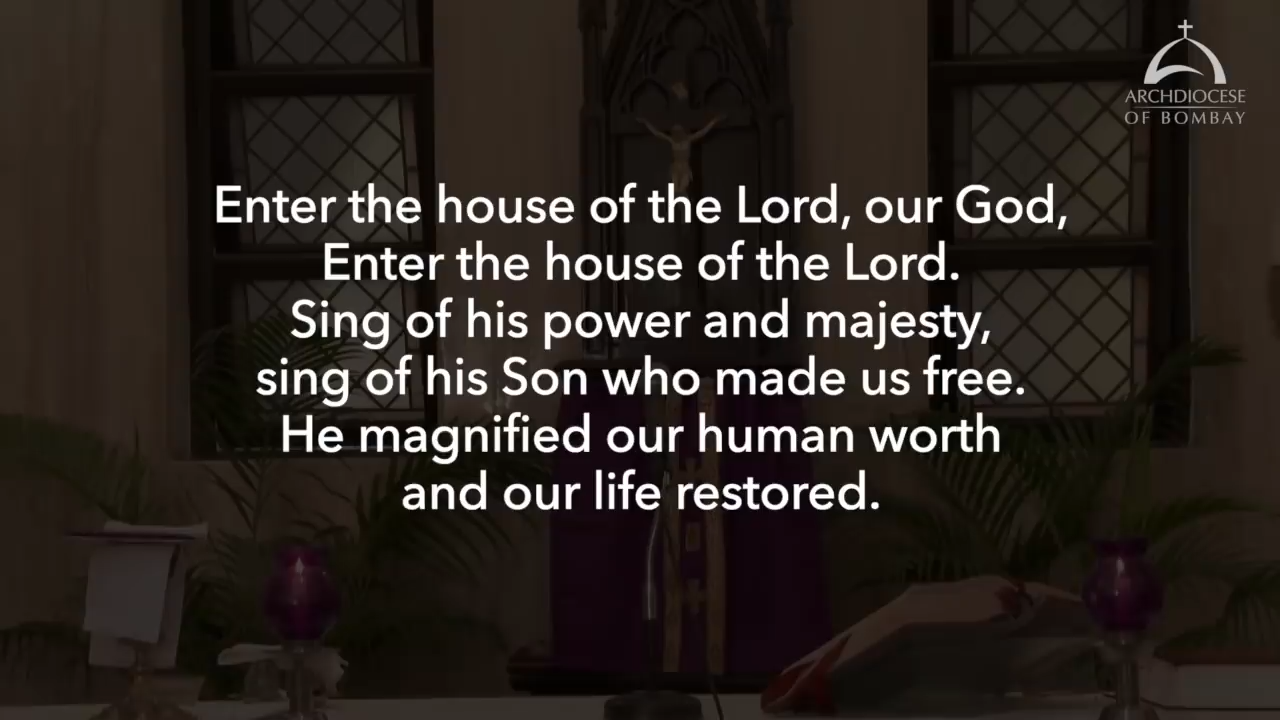 ARCHDIOCESE
OF BOMBAY
Enter the house of the Lord, our God,
Enter the house of the Lord.
Sing of his power and majesty,
sing of his Son who made us free.
He magnified our human worth
and our life restored.